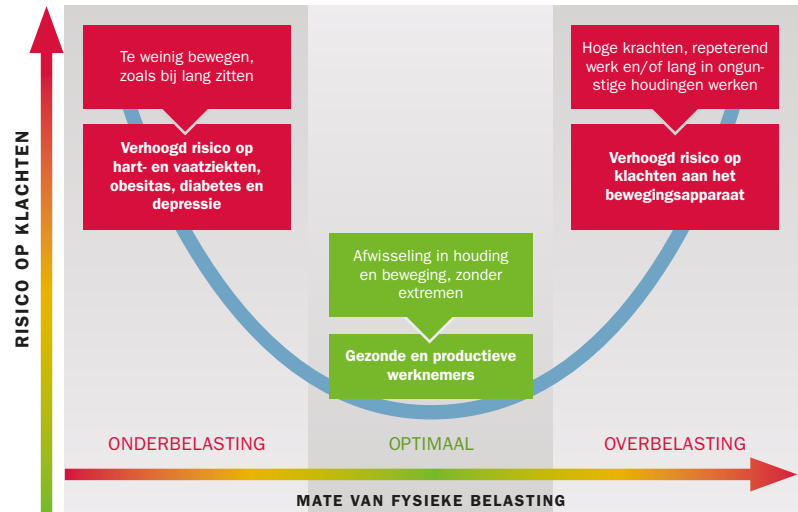 RISICO OP KLACHTEN
Te weinig bewegen,
zoals bij lang zitten
Verhoogd risico op
hart- en vaatziekten,
obesitas, diabetes en
depressie
Afwisseling in houding
en beweging, zonder
extremen
Gezonde en productieve
werknemers
Hoge krachten, repeterend
werk en/of lang in ongun-
stige houdingen werken
Verhoogd risico op
klachten aan het
bewegingsapparaat
ONDERBELASTING
OPTIMAAL
OVERBELASTING
MATE VAN FYSIEKE BELASTING